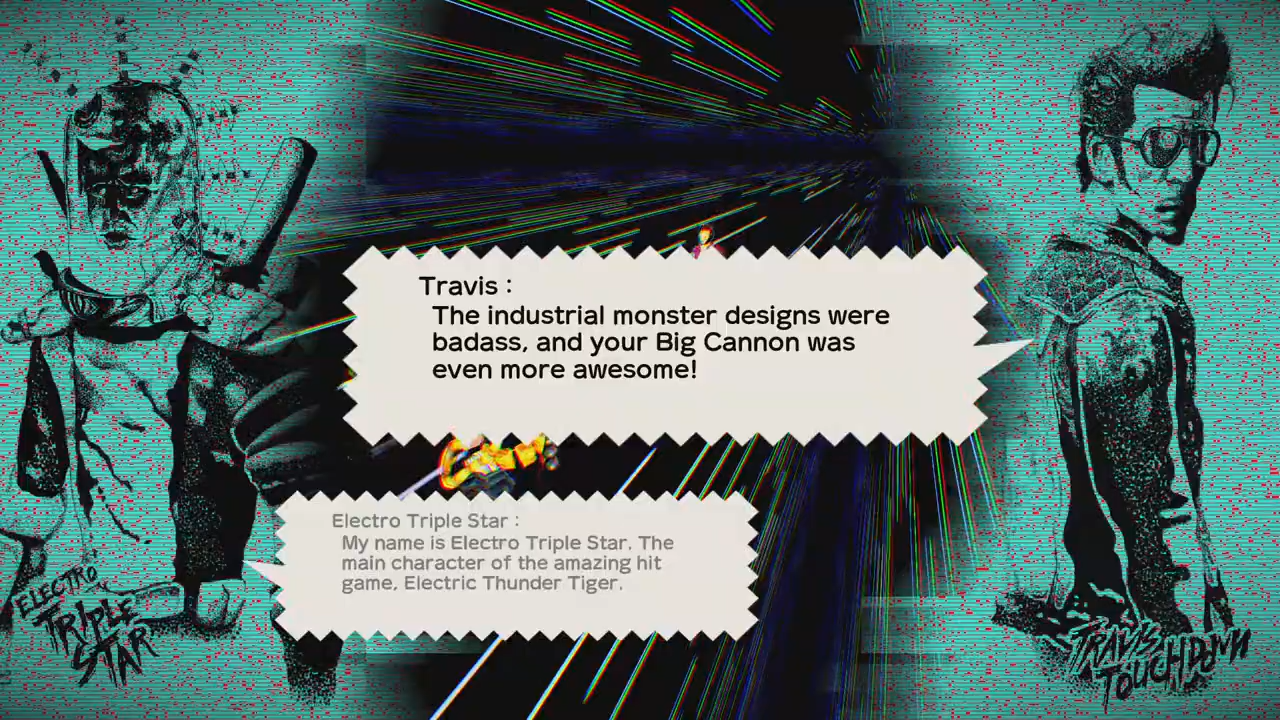 Travis :
The industrial monster designs were
badass, and your Big Cannon was
even more awesome!
Electro Triple Star :
My name is Electro Triple Star. The
main character of the amazing hit
game, Electric Thunder Tiger.
ELECTRO
TRIPLE
STAR
TRAVIS
TOUCHDOWN